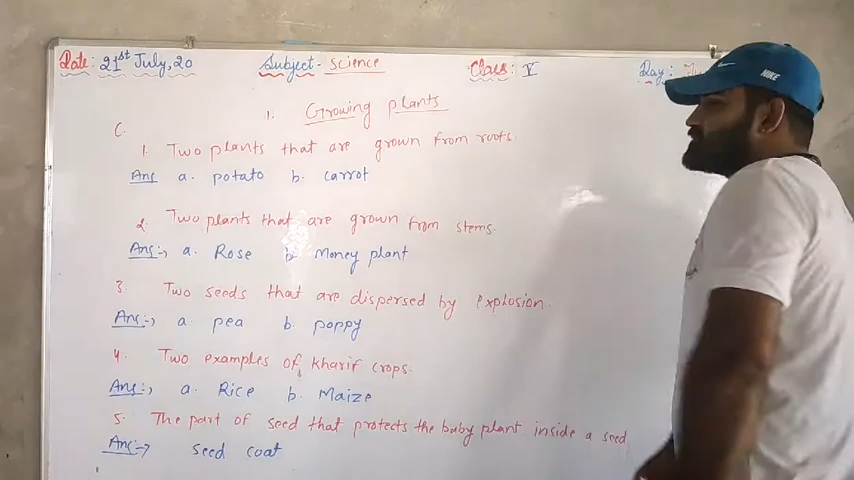 Date: 21st July, 20 Subject- Science Class: V Day:
1. Growing plants
C.
1. Two plants that are grown from roots.
Ans a. potato b. carrot
2. Two plants that are grown from stems.
Ans:-, a. Rose b. Money plant
3. Two seeds that are dispersed by explosion.
Ans:-, a. pea b. poppy
4. Two examples of kharif crops.
Ans:-, a. Rice b. Maize
5. The part of seed that protects the baby plant inside a seed
Ans:-> seed coat
NIKE